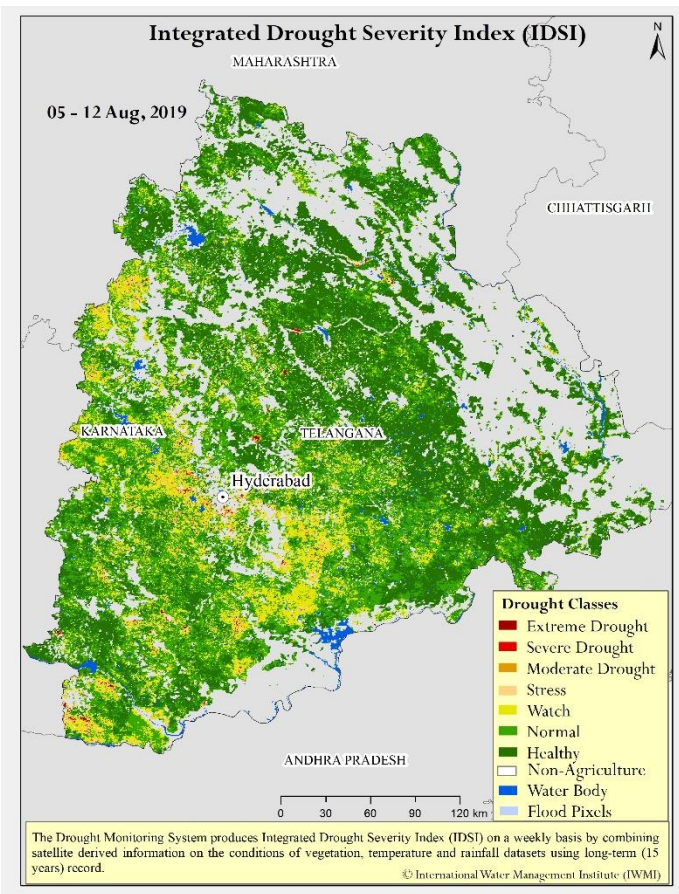 Integrated Drought Severity Index (IDSI)
N
MAHARASHTRA
05 - 12 Aug, 2019
CHHATTISGARH
KARNATAKA
TELANGANA
Hyderabad
Drought Classes
Extreme Drought
Severe Drought
Moderate Drought
Stress
Watch
Normal
Healthy
Non-Agriculture
Water Body
Flood Pixels
ANDHRA PRADESH
0 30 60 90 120 km
The Drought Monitoring System produces Integrated Drought Severity Index (IDSI) on a weekly basis by combining
satellite derived information on the conditions of vegetation, temperature and rainfall datasets using long-term (15
years) record.
© International Water Management Institute (IWMI)